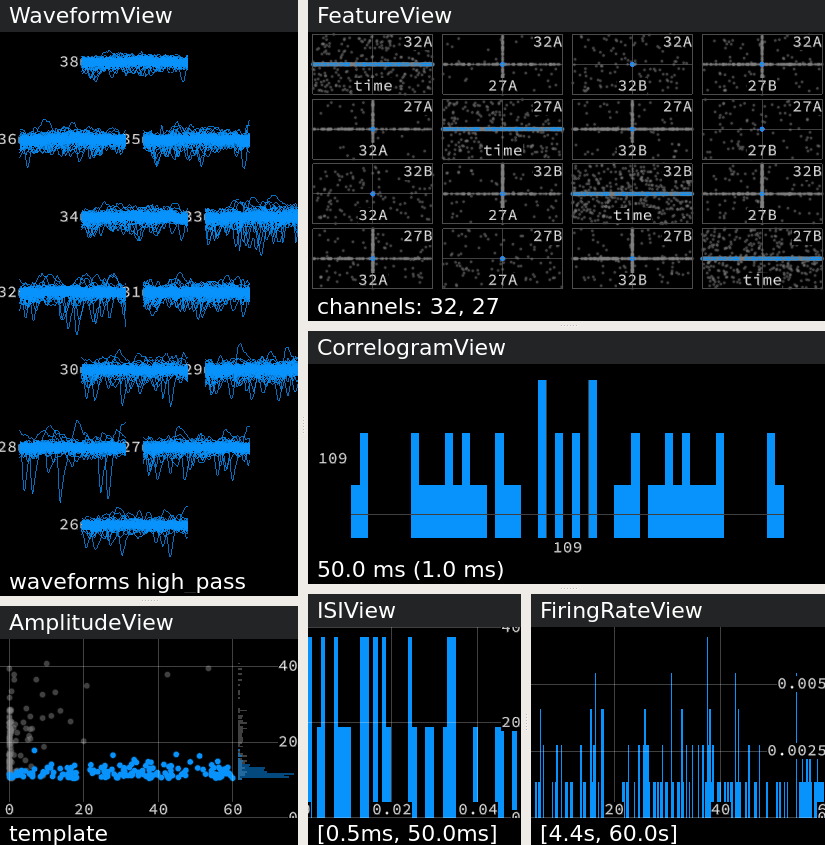 WaveformView
38
36 35
34 33
32 31
30 29
28 27
26
waveforms high_pass
AmplitudeView
40
20
0
0 20 40 60
template
FeatureView
32A 32A 32A 32A
time 27A 32B 27B
27A 27A 27A 27A
32A time 32B 27B
32B 32B 32B 32B
32A 27A time 27B
27B 27B 27B 27B
32A 27A 32B time
channels: 32, 27
CorrelogramView
109
109
50.0 ms (1.0 ms)
ISIView
40
20
0 0.02 0.04 0
[0.5ms, 50.0ms]
FiringRateView
0.005
0.0025
20 40
[4.4s, 60.0s]